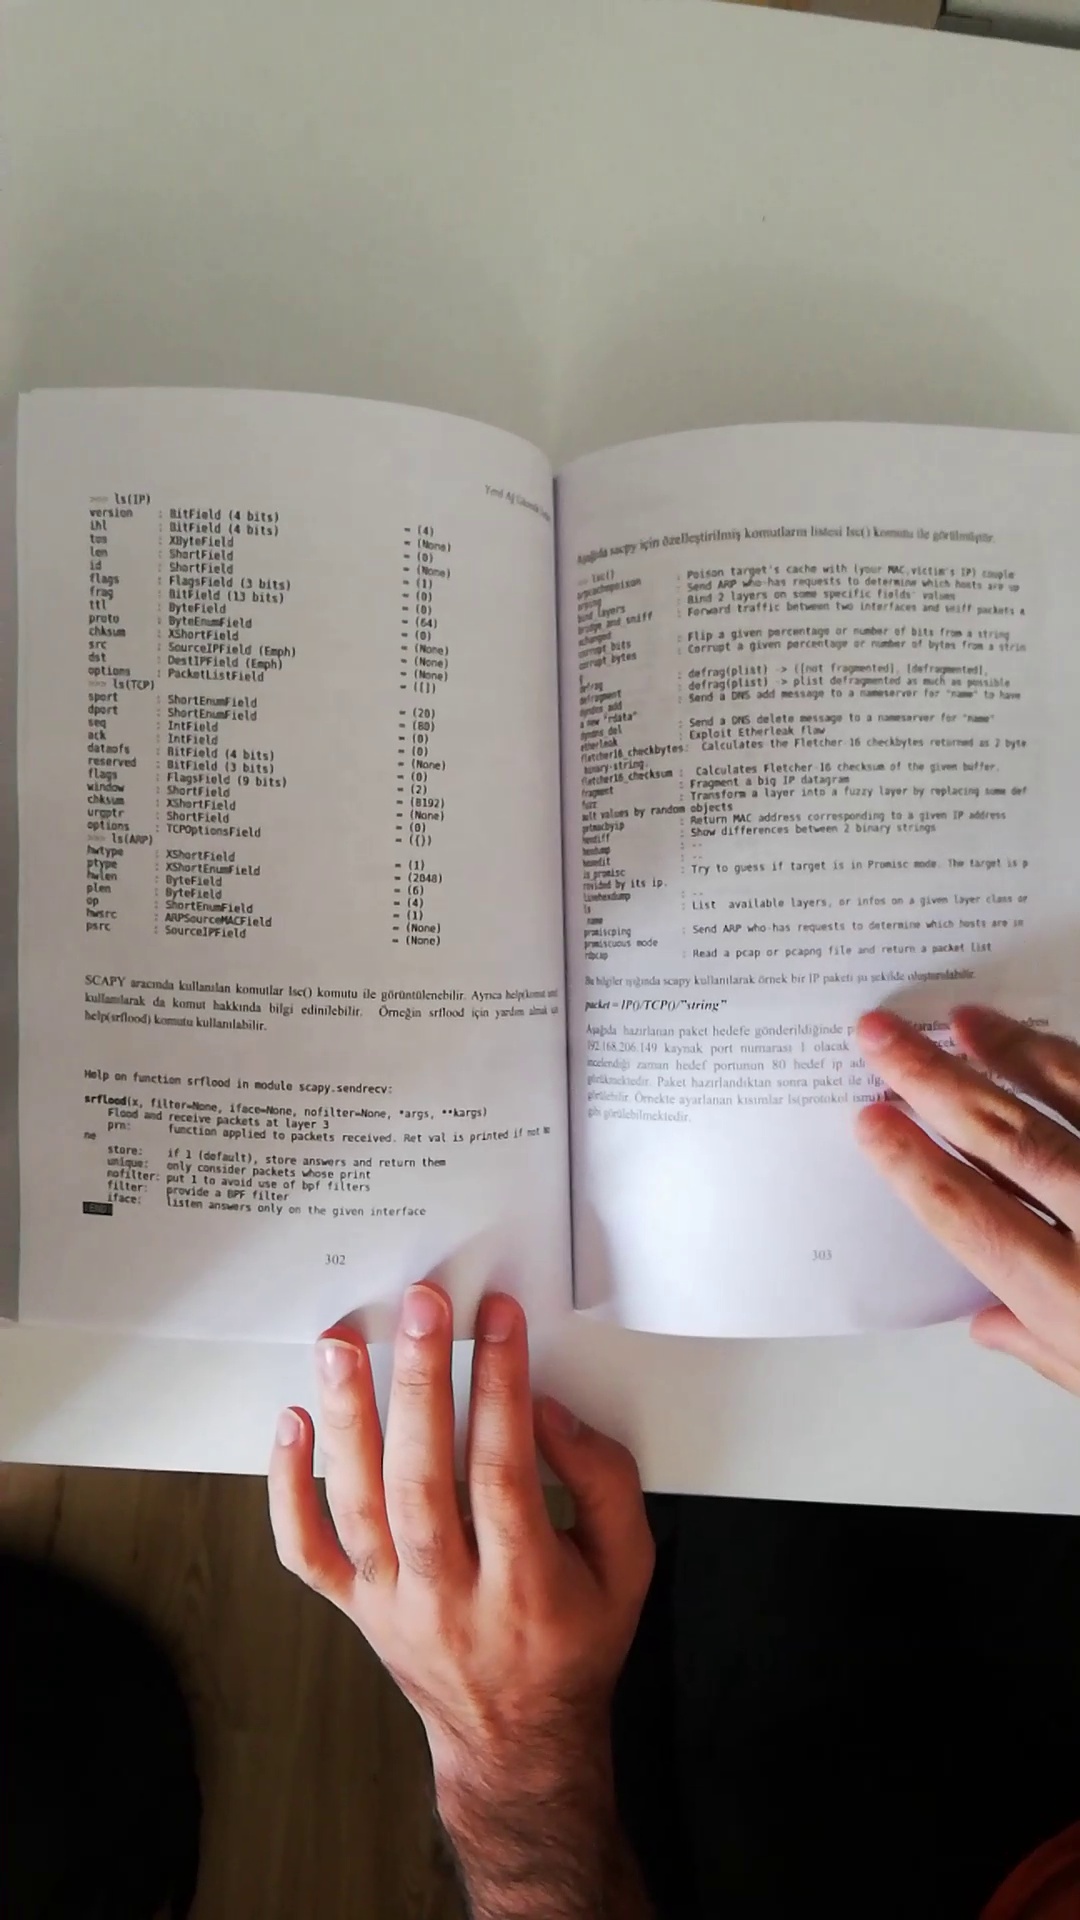 Yerel Ağ Güvenlik
>>> ls(IP)
version : BitField (4 bits) = (4)
ihl : BitField (4 bits) = (None)
tos : XByteField = (0)
len : ShortField = (None)
id : ShortField = (1)
flags : FlagsField (3 bits) = (0)
frag : BitField (13 bits) = (0)
ttl : ByteField = (64)
proto : ByteEnumField = (0)
chksum : XShortField = (None)
src : SourceIPField (Emph) = (None)
dst : DestIPField (Emph) = (None)
options : PacketListField = ([])
>>> ls(TCP)
sport : ShortEnumField = (20)
dport : ShortEnumField = (80)
seq : IntField = (0)
ack : IntField = (0)
dataofs : BitField (4 bits) = (None)
reserved : BitField (3 bits) = (0)
flags : FlagsField (9 bits) = (2)
window : ShortField = (8192)
chksum : XShortField = (None)
urgptr : ShortField = (0)
options : TCPOptionsField = ({})
>>> ls(ARP)
hwtype : XShortField = (1)
ptype : XShortEnumField = (2048)
hwlen : ByteField = (6)
plen : ByteField = (4)
op : ShortEnumField = (1)
hwsrc : ARPSourceMACField = (None)
psrc : SourceIPField = (None)
SCAPY aracında kullanılan komutlar lsc() komutu ile görüntülenebilir. Ayrıca help(komut
kullanılarak da komut hakkında bilgi edinilebilir. Örneğin srflood için yardım almak
help(srflood) komutu kullanılabilir.
Help on function srflood in module scapy.sendrecv:
srflood(x, filter=None, iface=None, nofilter=None, *args, **kargs)
Flood and receive packets at layer 3
prn: function applied to packets received. Ret val is printed if not
ne
store: if 1 (default), store answers and return them
unique: only consider packets whose print
nofilter: put 1 to avoid use of bpf filters
filter: provide a BPF filter
iface: listen answers only on the given interface
(END)
302
Aşağıda sacpy için özelleştirilmiş komutların listesi lsc() komutu ile görülmüştür.
>>> lsc()
arpcachepoison : Poison target's cache with (your MAC,victim's IP) couple
arping : Send ARP who-has requests to determine which hosts are up
bind_layers : Bind 2 layers on some specific fields' values
bridge_and_sniff : Forward traffic between two interfaces and sniff packets e
xchanged
corrupt_bits : Flip a given percentage or number of bits from a string
corrupt_bytes : Corrupt a given percentage or number of bytes from a strin
g
defrag : defrag(plist) -> ([not fragmented], [defragmented],
defragment : defrag(plist) -> plist defragmented as much as possible
dyndns_add : Send a DNS add message to a nameserver for "name" to have
a new "rdata"
dyndns_del : Send a DNS delete message to a nameserver for "name"
etherleak : Exploit Etherleak flaw
fletcher16_checkbytes: Calculates the Fletcher-16 checkbytes returned as 2 byte
binary-string.
fletcher16_checksum : Calculates Fletcher-16 checksum of the given buffer.
fragment : Fragment a big IP datagram
fuzz : Transform a layer into a fuzzy layer by replacing some def
ault values by random objects
getmacbyip : Return MAC address corresponding to a given IP address
hexdiff : Show differences between 2 binary strings
hexdump : --
hexedit : --
is_promisc : Try to guess if target is in Promisc mode. The target is p
rovided by its ip.
linehexdump : --
ls : List available layers, or infos on a given layer class or
name
promiscping : Send ARP who-has requests to determine which hosts are in
promiscuous mode
rdpcap : Read a pcap or pcapng file and return a packet list
Bu bilgiler ışığında scapy kullanılarak örnek bir IP paketi şu şekilde oluşturulabilir.
packet = IP()/TCP()/"string"
Aşağıda hazırlanan paket hedefe gönderildiğinde adresi
192.168.206.149 kaynak port numarası 1 olacak
incelendiği zaman hedef portunun 80 hedef ip
görükmektedir. Paket hazırlandıktan sonra paket ile
görülebilir. Örnekte ayarlanan kısımlar ls(protokol ismi)
gibi görülebilmektedir.
303